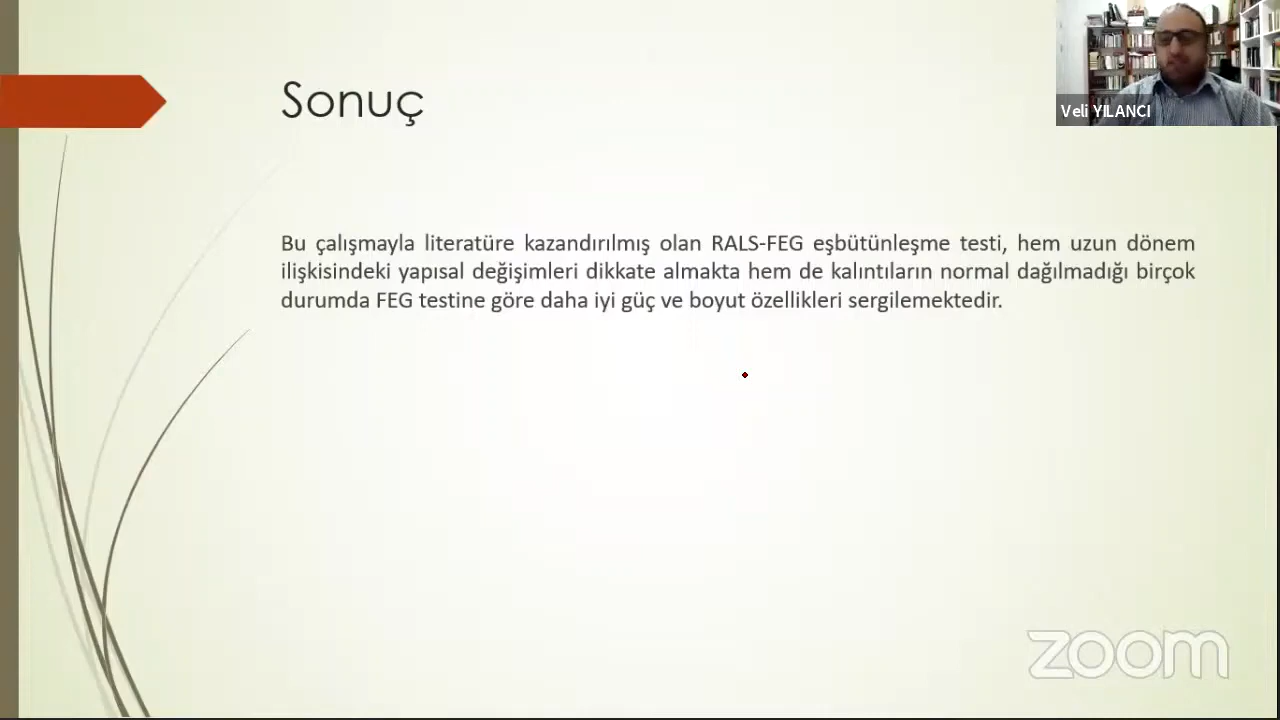 Veli YILANCI
Sonuç
Bu çalışmayla literatüre kazandırılmış olan RALS-FEG eşbütünleşme testi, hem uzun dönem
ilişkisindeki yapısal değişimleri dikkate almakta hem de kalıntıların normal dağılmadığı birçok
durumda FEG testine göre daha iyi güç ve boyut özellikleri sergilemektedir.
zoom